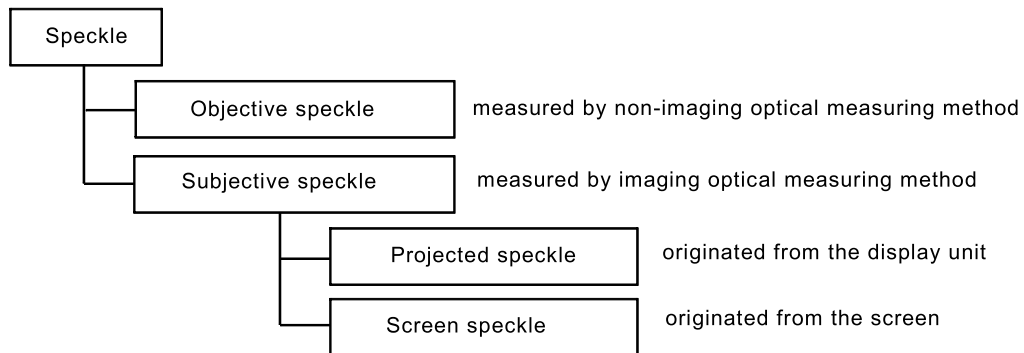 Speckle
Objective speckle measured by non-imaging optical measuring method
Subjective speckle measured by imaging optical measuring method
Projected speckle originated from the display unit
Screen speckle originated from the screen